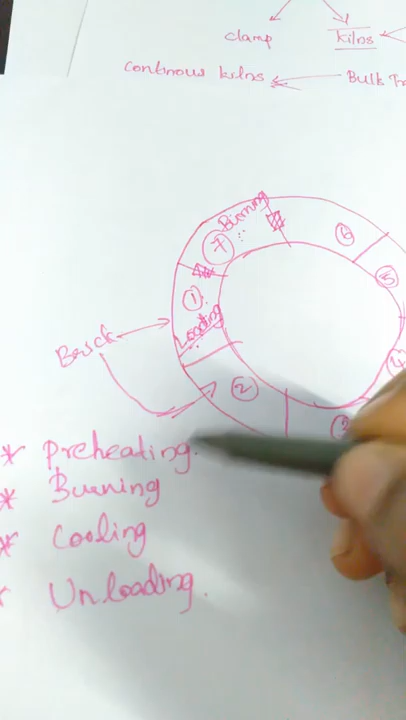 clamp
kilns
continous kilns
Bulk Tr
Burning
7
6
1
5
Loading
Brick
4
2
3
* Preheating.
* Burning
* Cooling
* Unloading.